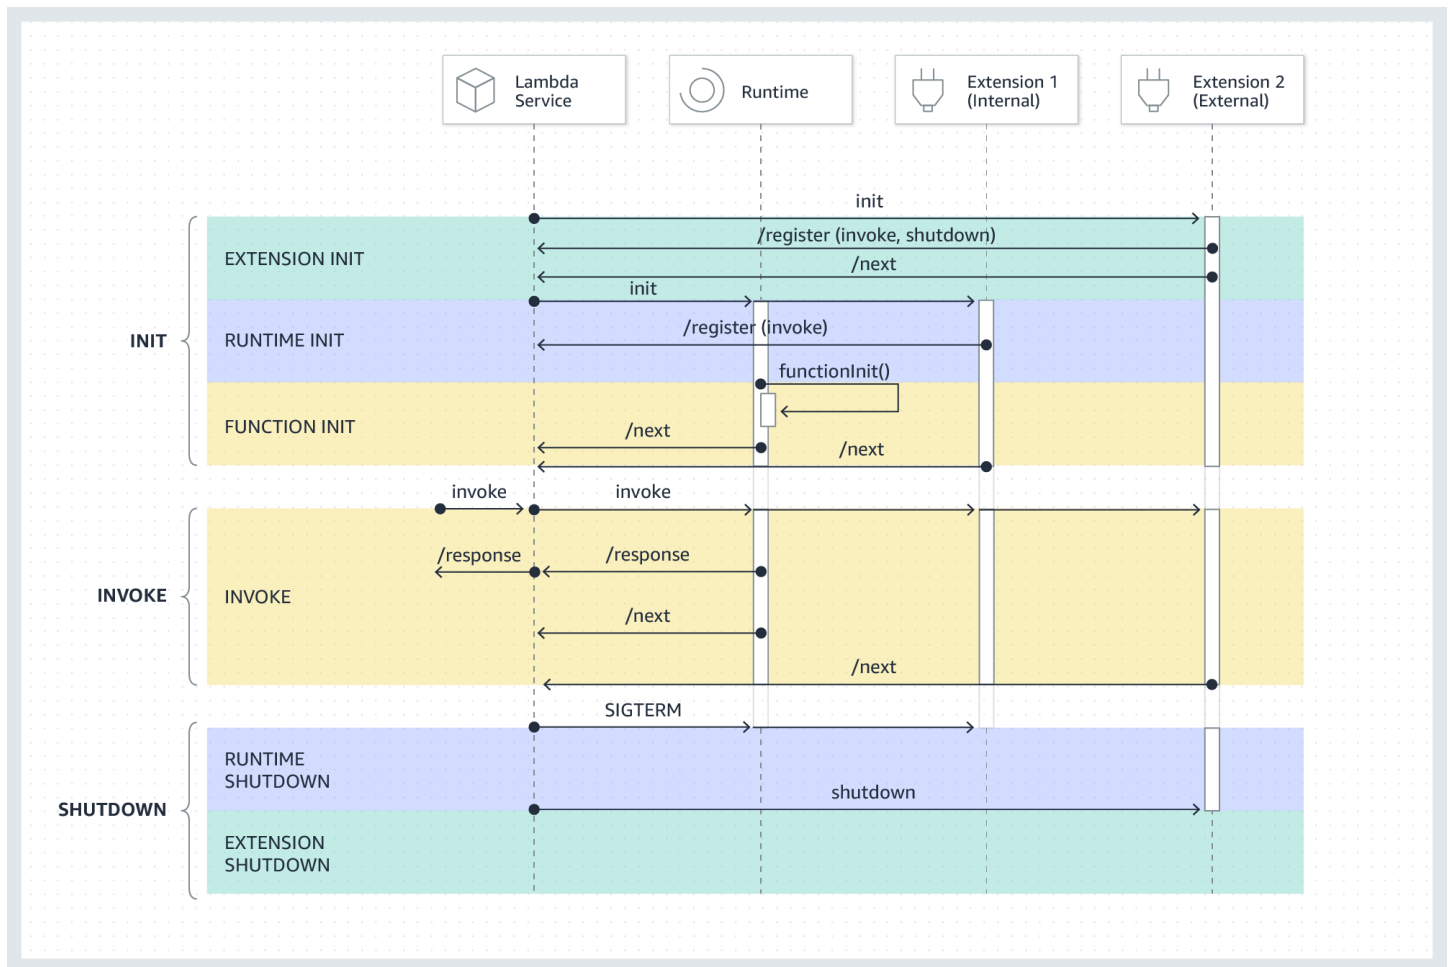 Lambda
Service
Runtime
Extension 1
(Internal)
Extension 2
(External)
init
EXTENSION INIT
/register (invoke, shutdown)
/next
init
INIT
RUNTIME INIT
/register (invoke)
functionInit()
FUNCTION INIT
/next
/next
invoke
invoke
/response
/response
INVOKE
INVOKE
/next
/next
SIGTERM
RUNTIME
SHUTDOWN
shutdown
SHUTDOWN
EXTENSION
SHUTDOWN